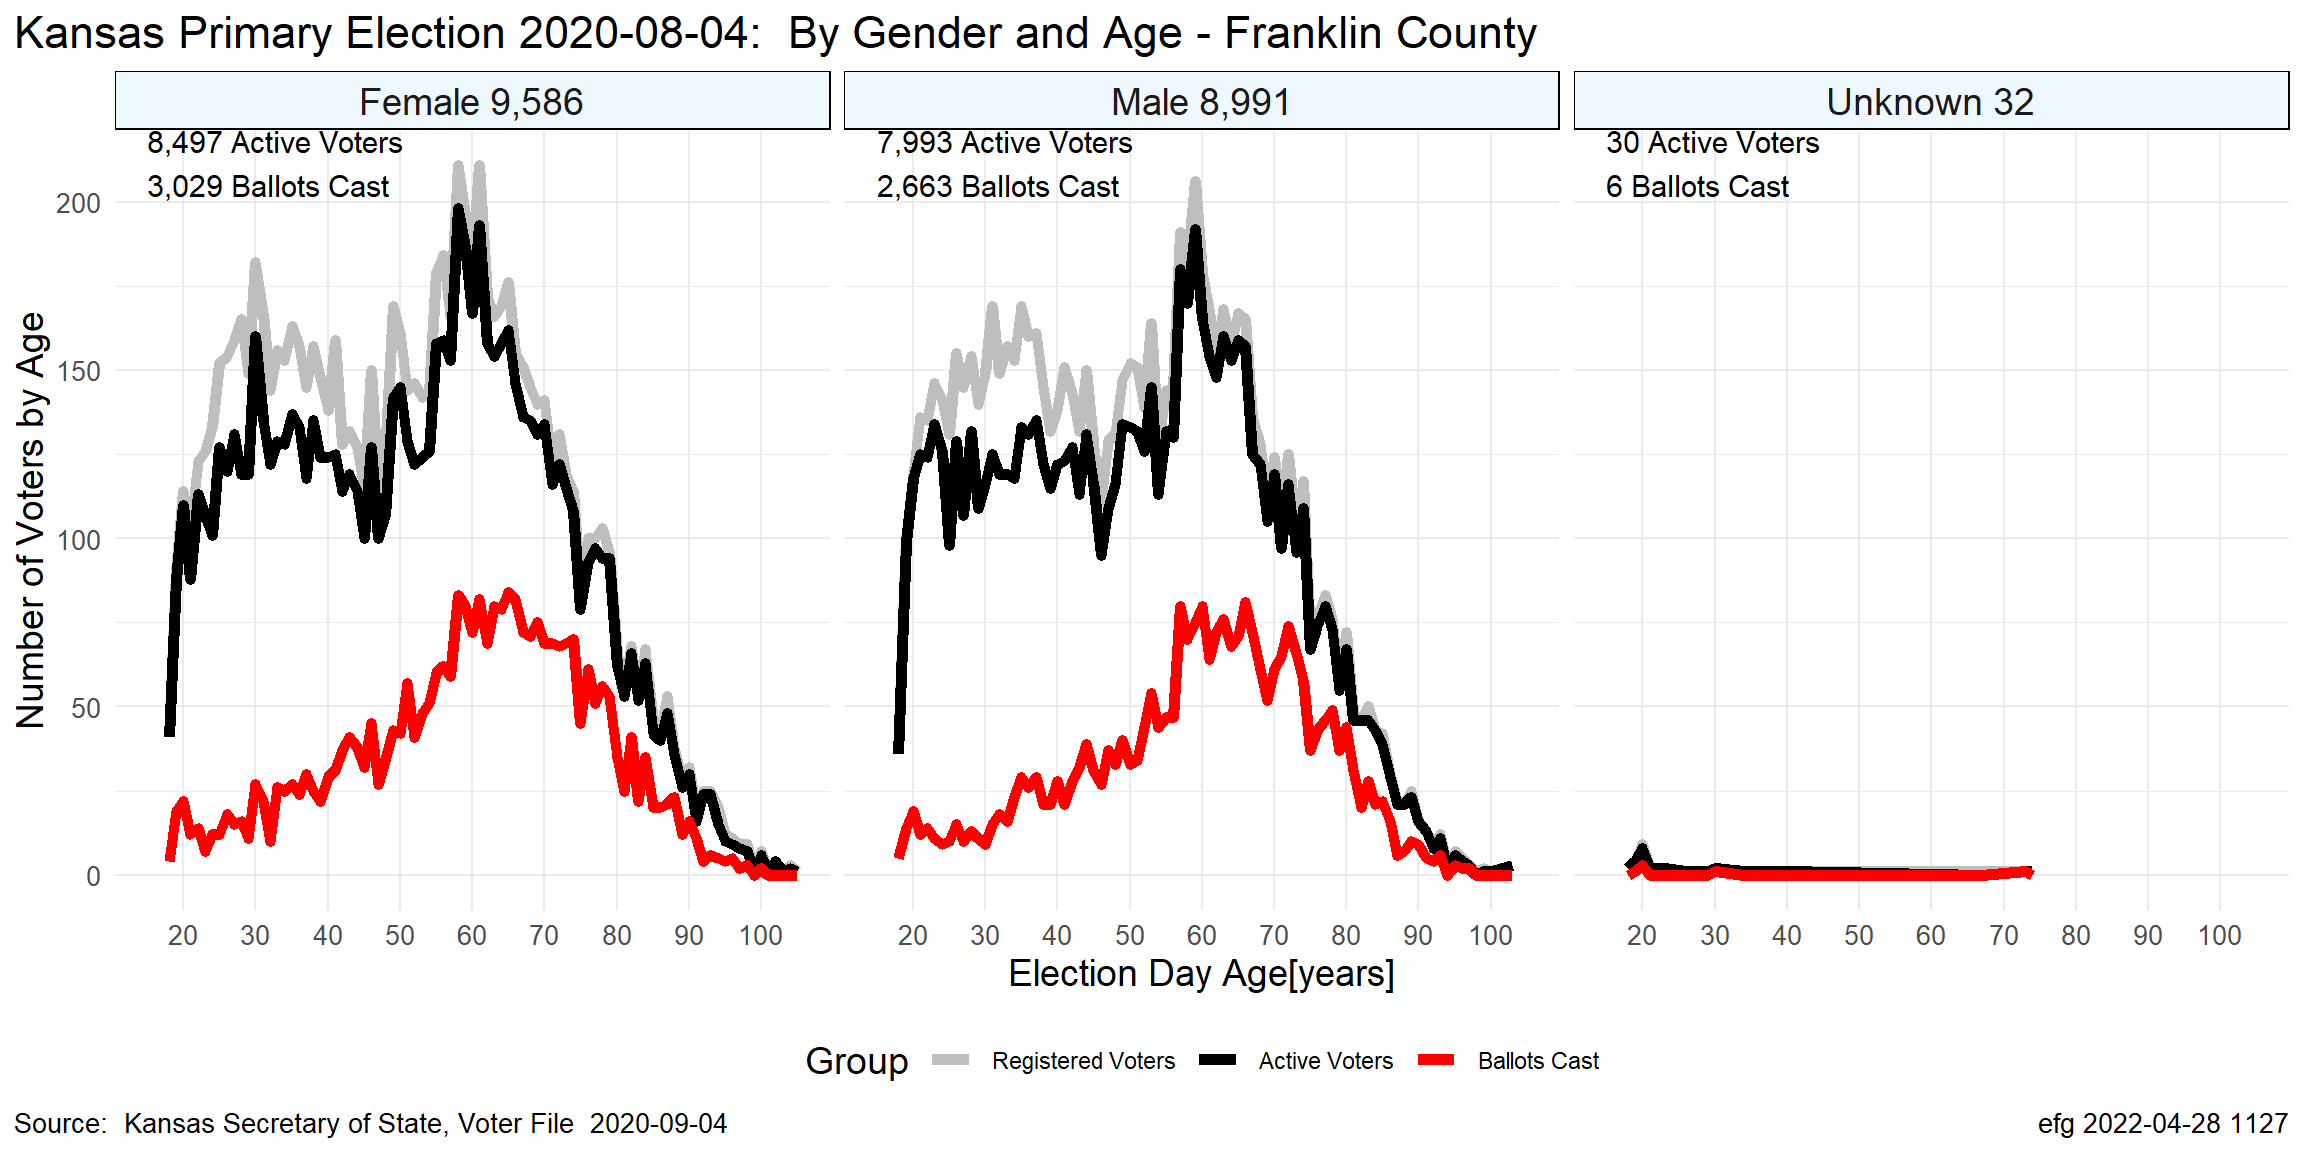 Kansas Primary Election 2020-08-04:  By Gender and Age - Franklin County
Female 9,586
Male 8,991
Unknown 32
8,497 Active Voters
3,029 Ballots Cast
7,993 Active Voters
2,663 Ballots Cast
30 Active Voters
6 Ballots Cast
Number of Voters by Age
200
150
100
50
0
20 30 40 50 60 70 80 90 100
20 30 40 50 60 70 80 90 100
20 30 40 50 60 70 80 90 100
Election Day Age[years]
Group Registered Voters Active Voters Ballots Cast
Source:  Kansas Secretary of State, Voter File  2020-09-04
efg 2022-04-28 1127